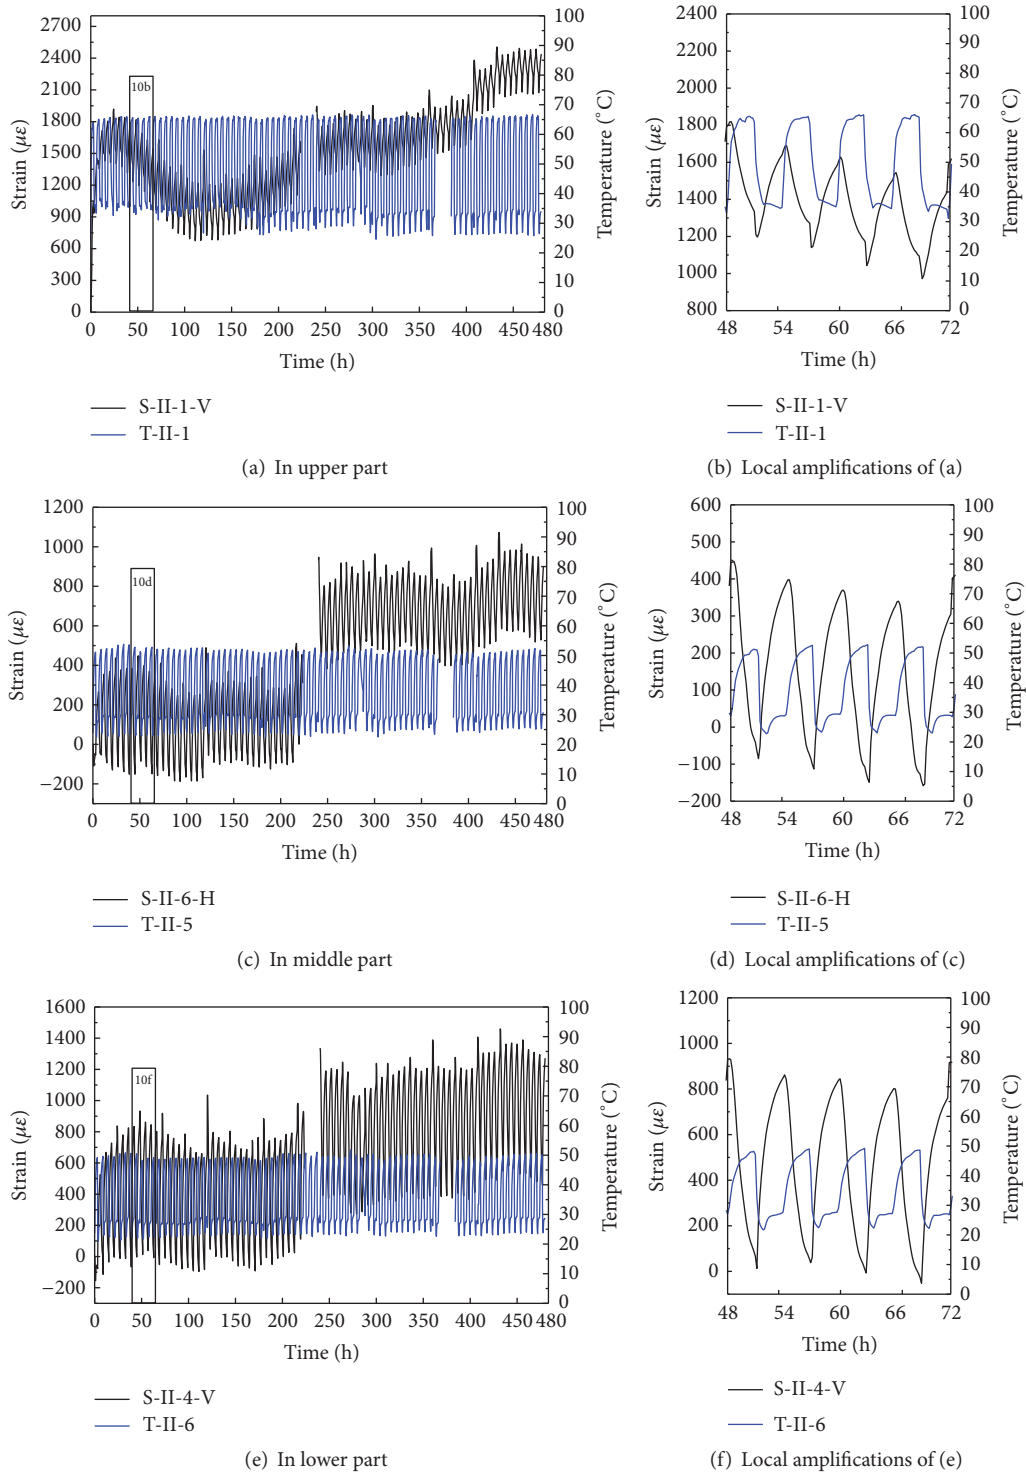 2700
2400
2100
1800
1500
1200
900
600
300
0
Strain (με)
100
90
80
70
60
50
40
30
20
10
0
Temperature (°C)
10b
0 50 100 150 200 250 300 350 400 450 480
Time (h)
S-II-1-V
T-II-1
(a) In upper part
2400
2200
2000
1800
1600
1400
1200
1000
800
Strain (με)
100
90
80
70
60
50
40
30
20
10
0
Temperature (°C)
48 54 60 66 72
Time (h)
S-II-1-V
T-II-1
(b) Local amplifications of (a)
1200
1000
800
600
400
200
0
−200
Strain (με)
100
90
80
70
60
50
40
30
20
10
0
Temperature (°C)
10d
0 50 100 150 200 250 300 350 400 450 480
Time (h)
S-II-6-H
T-II-5
(c) In middle part
600
500
400
300
200
100
0
−100
−200
Strain (με)
100
90
80
70
60
50
40
30
20
10
0
Temperature (°C)
48 54 60 66 72
Time (h)
S-II-6-H
T-II-5
(d) Local amplifications of (c)
1600
1400
1200
1000
800
600
400
200
0
−200
Strain (με)
100
90
80
70
60
50
40
30
20
10
0
Temperature (°C)
10f
0 50 100 150 200 250 300 350 400 450 480
Time (h)
S-II-4-V
T-II-6
(e) In lower part
1200
1000
800
600
400
200
0
Strain (με)
100
90
80
70
60
50
40
30
20
10
0
Temperature (°C)
48 54 60 66 72
Time (h)
S-II-4-V
T-II-6
(f) Local amplifications of (e)